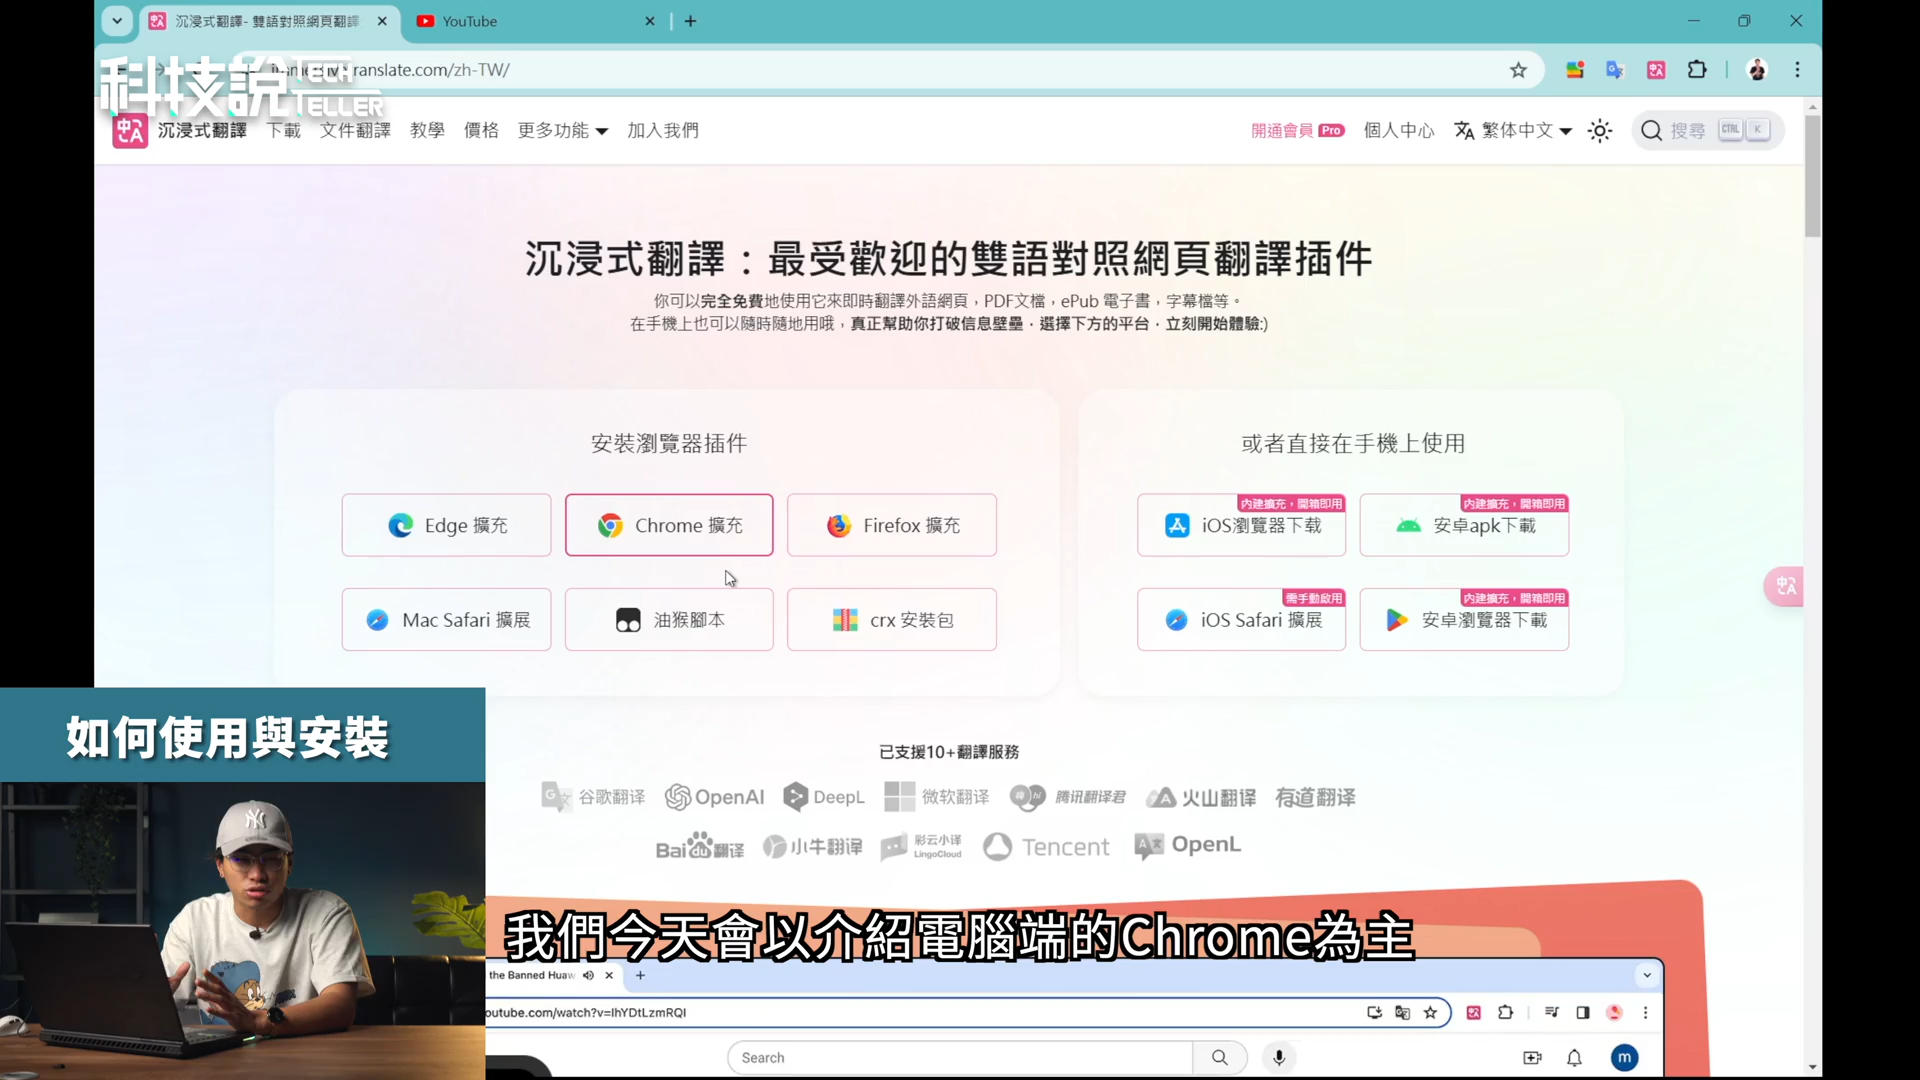 沉浸式翻譯- 雙語對照網頁翻譯
YouTube
translate.com/zh-TW/
科技說 TECH TELLER
沉浸式翻譯
下載
文件翻譯
教學
價格
更多功能
加入我們
開通會員 Pro
個人中心
繁体中文
搜尋 CTRL K
沉浸式翻譯：最受歡迎的雙語對照網頁翻譯插件
你可以完全免費地使用它來即時翻譯外語網頁，PDF文檔，ePub 電子書，字幕檔等。
在手機上也可以隨時隨地用哦，真正幫助你打破信息壁壘．選擇下方的平台．立刻開始體驗:)
安裝瀏覽器插件
Edge 擴充
Chrome 擴充
Firefox 擴充
Mac Safari 擴展
油猴腳本
crx 安裝包
或者直接在手機上使用
內建擴充，開箱即用
iOS瀏覽器下載
內建擴充，開箱即用
安卓apk下載
需手動啟用
iOS Safari 擴展
內建擴充，開箱即用
安卓瀏覽器下載
中A
如何使用與安裝
已支援10+翻譯服務
谷歌翻译
OpenAI
DeepL
微软翻译
腾讯翻译君
火山翻译
有道翻译
Baidu翻译
小牛翻译
彩云小译
LingoCloud
Tencent
OpenL
NY
我們今天會以介紹電腦端的Chrome為主
the Banned Huaw
outube.com/watch?v=IhYDtLzmRQI
Search
m